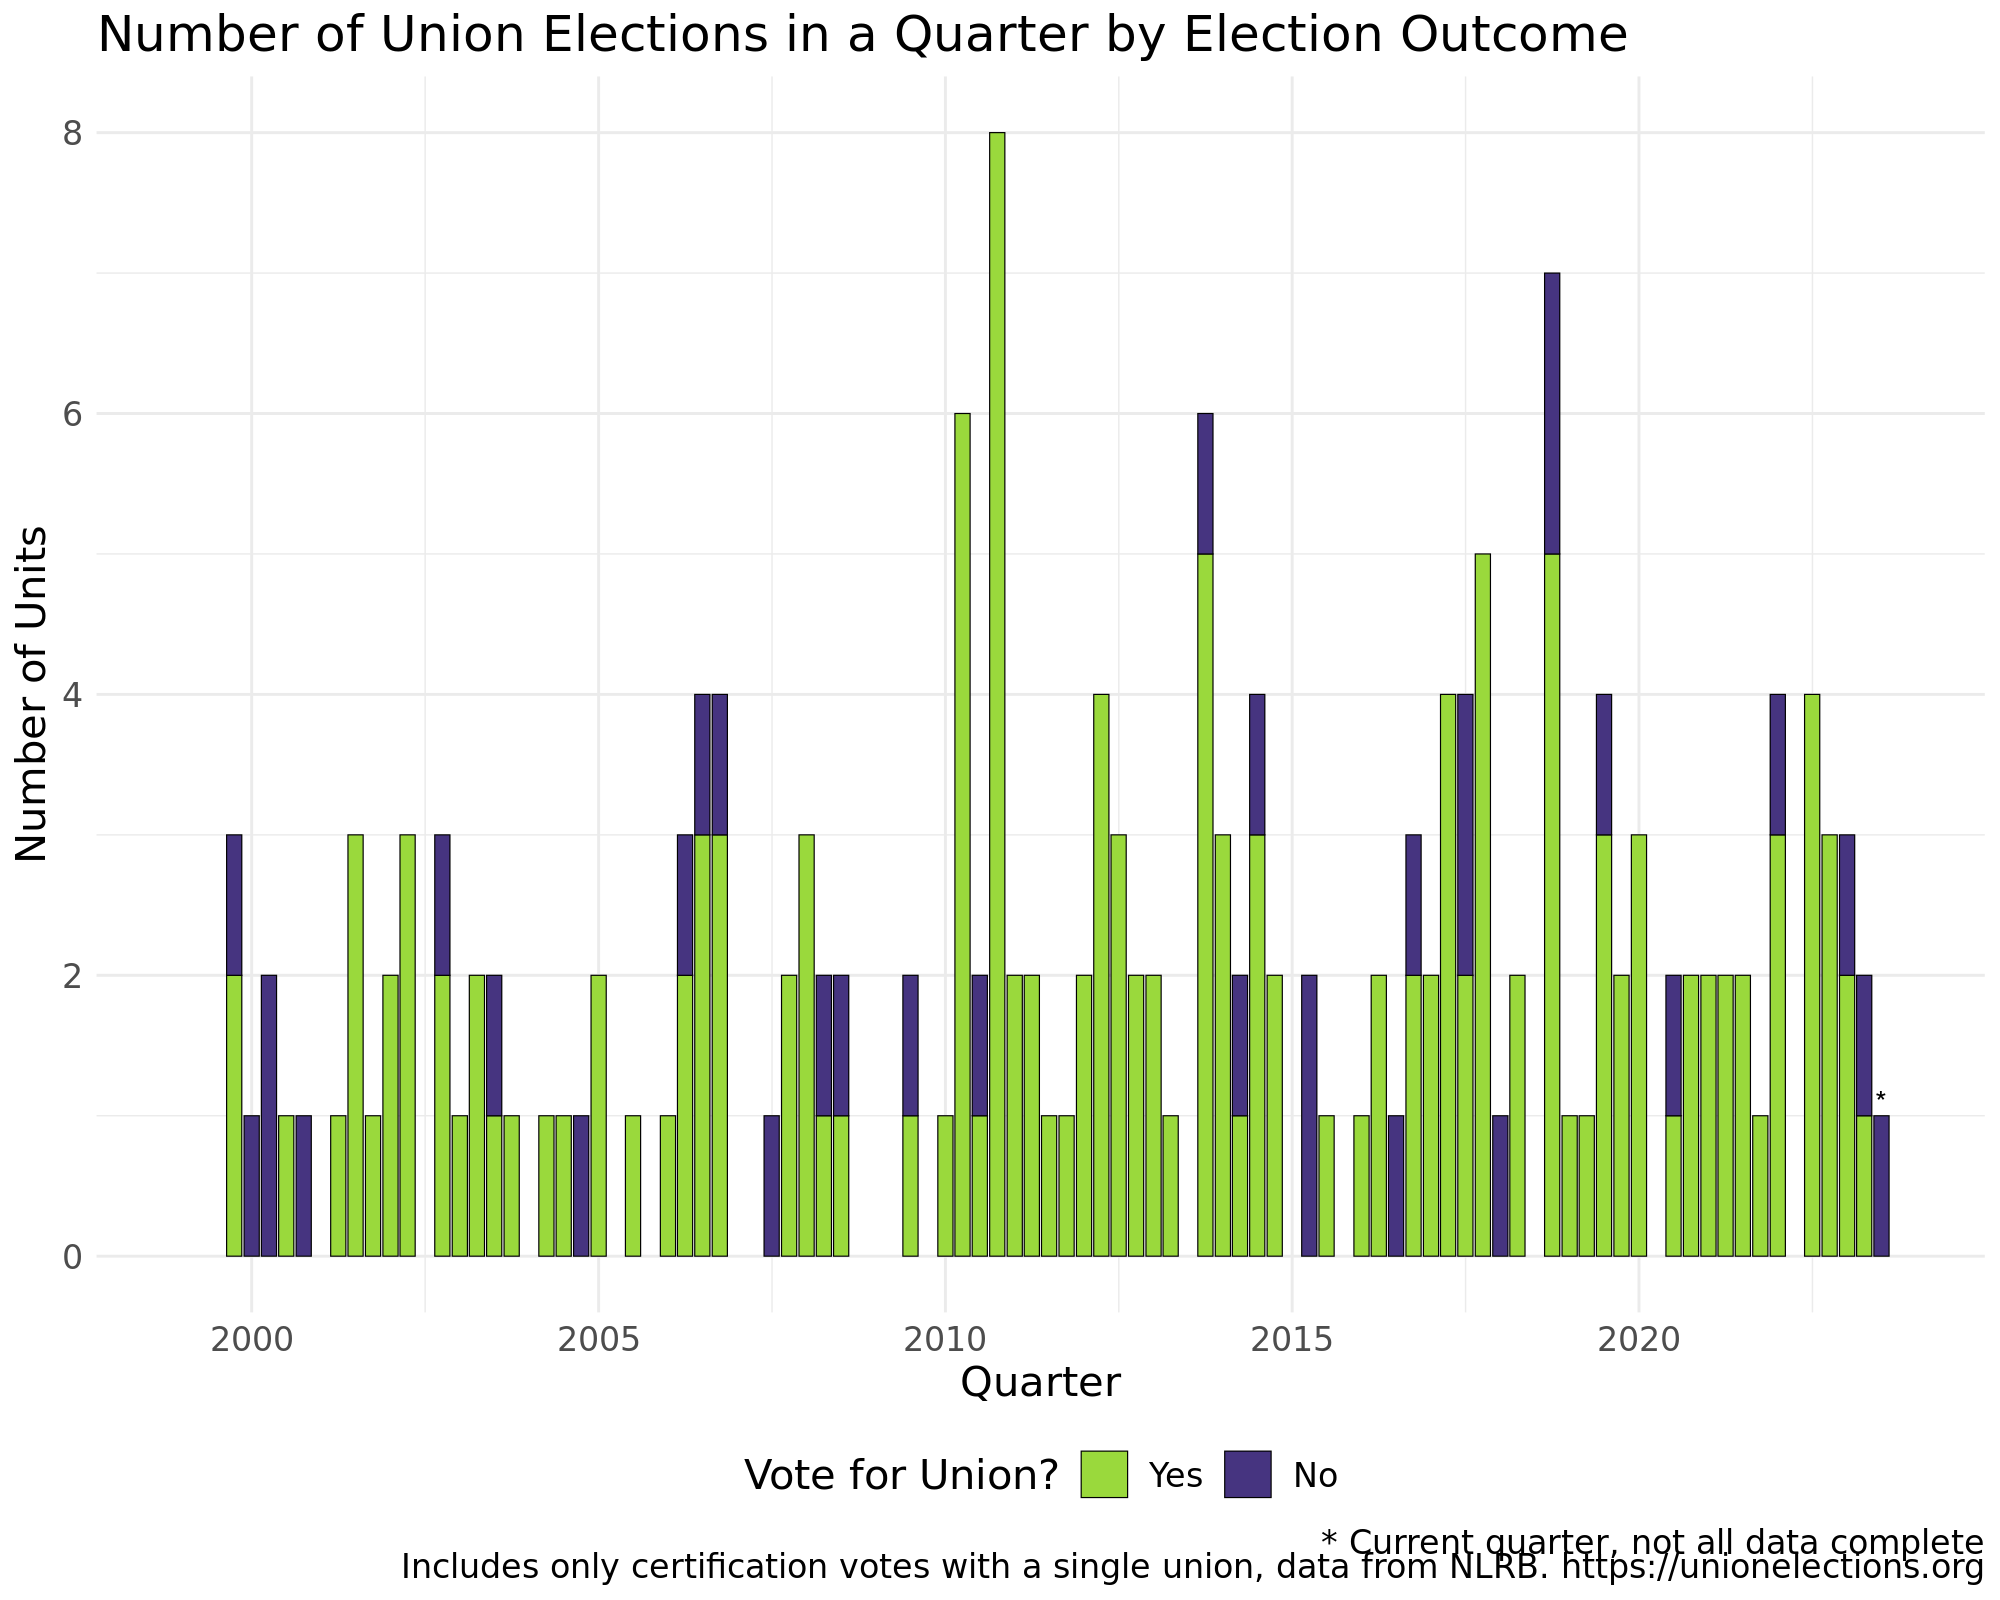 Number of Union Elections in a Quarter by Election Outcome
Number of Units
8
6
4
2
0
*
2000 2005 2010 2015 2020
Quarter
Vote for Union? Yes No
* Current quarter, not all data complete
Includes only certification votes with a single union, data from NLRB. https://unionelections.org